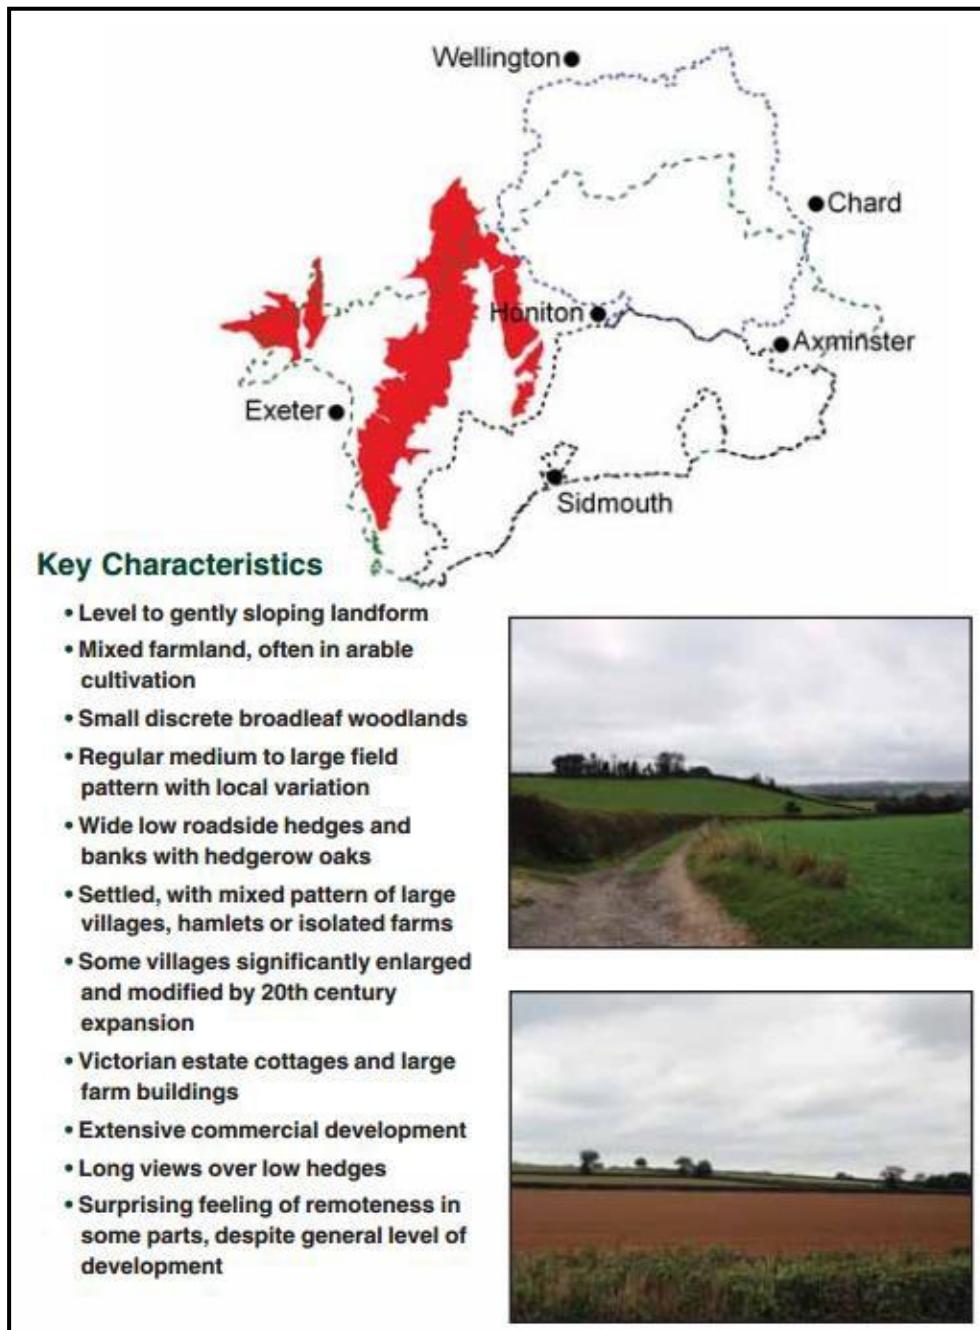 Wellington
Chard
Honiton
Axminster
Exeter
Sidmouth
Key Characteristics
• Level to gently sloping landform
• Mixed farmland, often in arable
cultivation
• Small discrete broadleaf woodlands
• Regular medium to large field
pattern with local variation
• Wide low roadside hedges and
banks with hedgerow oaks
• Settled, with mixed pattern of large
villages, hamlets or isolated farms
• Some villages significantly enlarged
and modified by 20th century
expansion
• Victorian estate cottages and large
farm buildings
• Extensive commercial development
• Long views over low hedges
• Surprising feeling of remoteness in
some parts, despite general level of
development